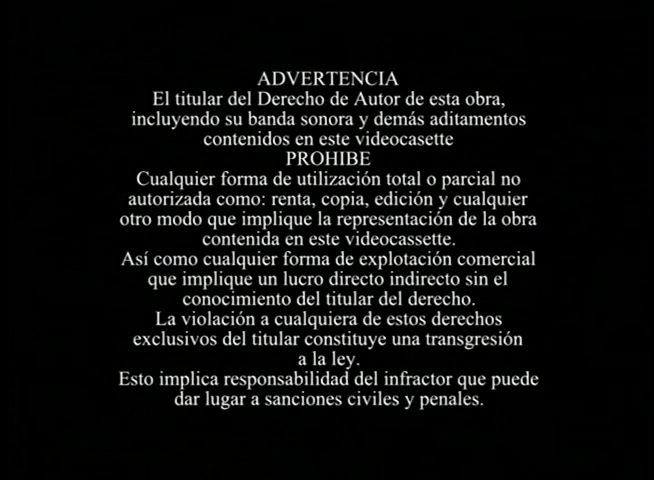 ADVERTENCIA
El titular del Derecho de Autor de esta obra,
incluyendo su banda sonora y demás aditamentos
contenidos en este videocasette
PROHIBE
Cualquier forma de utilización total o parcial no
autorizada como: renta, copia, edición y cualquier
otro modo que implique la representación de la obra
contenida en este videocassette.
Así como cualquier forma de explotación comercial
que implique un lucro directo indirecto sin el
conocimiento del titular del derecho.
La violación a cualquiera de estos derechos
exclusivos del titular constituye una transgresión
a la ley.
Esto implica responsabilidad del infractor que puede
dar lugar a sanciones civiles y penales.